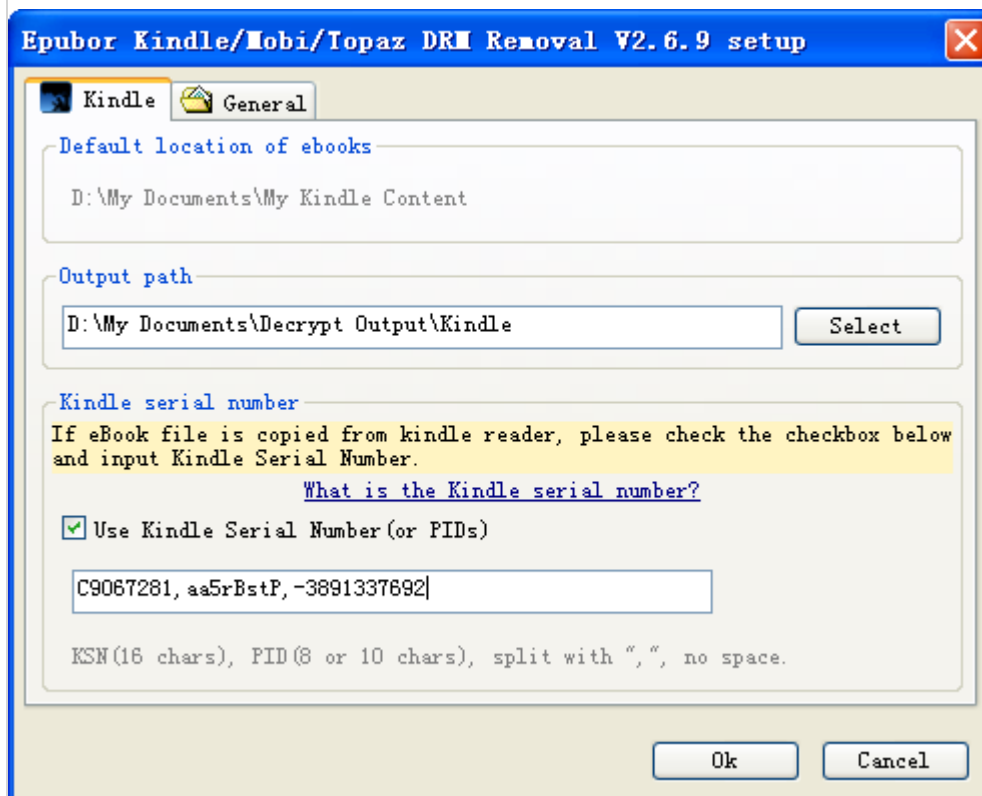 Epubor Kindle/Mobi/Topaz DRM Removal V2.6.9 setup
Kindle
General
Default location of ebooks
D:\My Documents\My Kindle Content
Output path
D:\My Documents\Decrypt Output\Kindle
Select
Kindle serial number
If eBook file is copied from kindle reader, please check the checkbox below
and input Kindle Serial Number.
What is the Kindle serial number?
Use Kindle Serial Number(or PIDs)
C9067281,aa5rBstP,-3891337692
KSN(16 chars), PID(8 or 10 chars), split with ",", no space.
Ok
Cancel